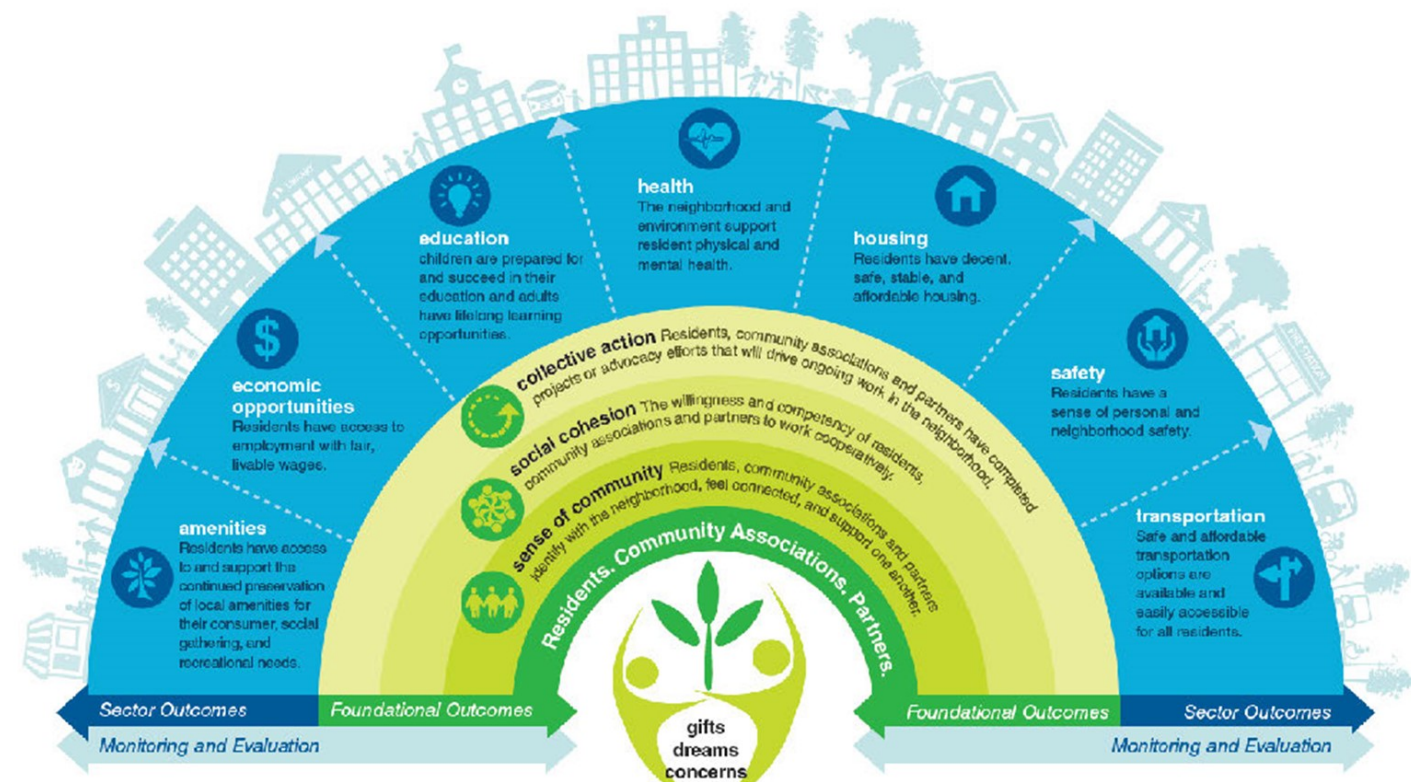 amenities
Residents have access
to and support the
continued preservation
of local amenities for
their consumer, social
gathering, and
recreational needs.
economic
opportunities
Residents have access to
employment with fair,
livable wages.
education
children are prepared for
and succeed in their
education and adults
have lifelong learning
opportunities.
health
The neighborhood and
environment support
resident physical and
mental health.
housing
Residents have decent,
safe, stable, and
affordable housing.
safety
Residents have a
sense of personal and
neighborhood safety.
transportation
Safe and affordable
transportation
options are
available and
easily accessible
for all residents.
collective action Residents, community associations and partners have completed
projects or advocacy efforts that will drive ongoing work in the neighborhood.
social cohesion The willingness and competency of residents,
community associations and partners to work cooperatively.
sense of community Residents, community associations and partners
identify with the neighborhood, feel connected, and support one another.
Residents. Community Associations. Partners.
gifts
dreams
concerns
Sector Outcomes
Foundational Outcomes
Foundational Outcomes
Sector Outcomes
Monitoring and Evaluation
Monitoring and Evaluation